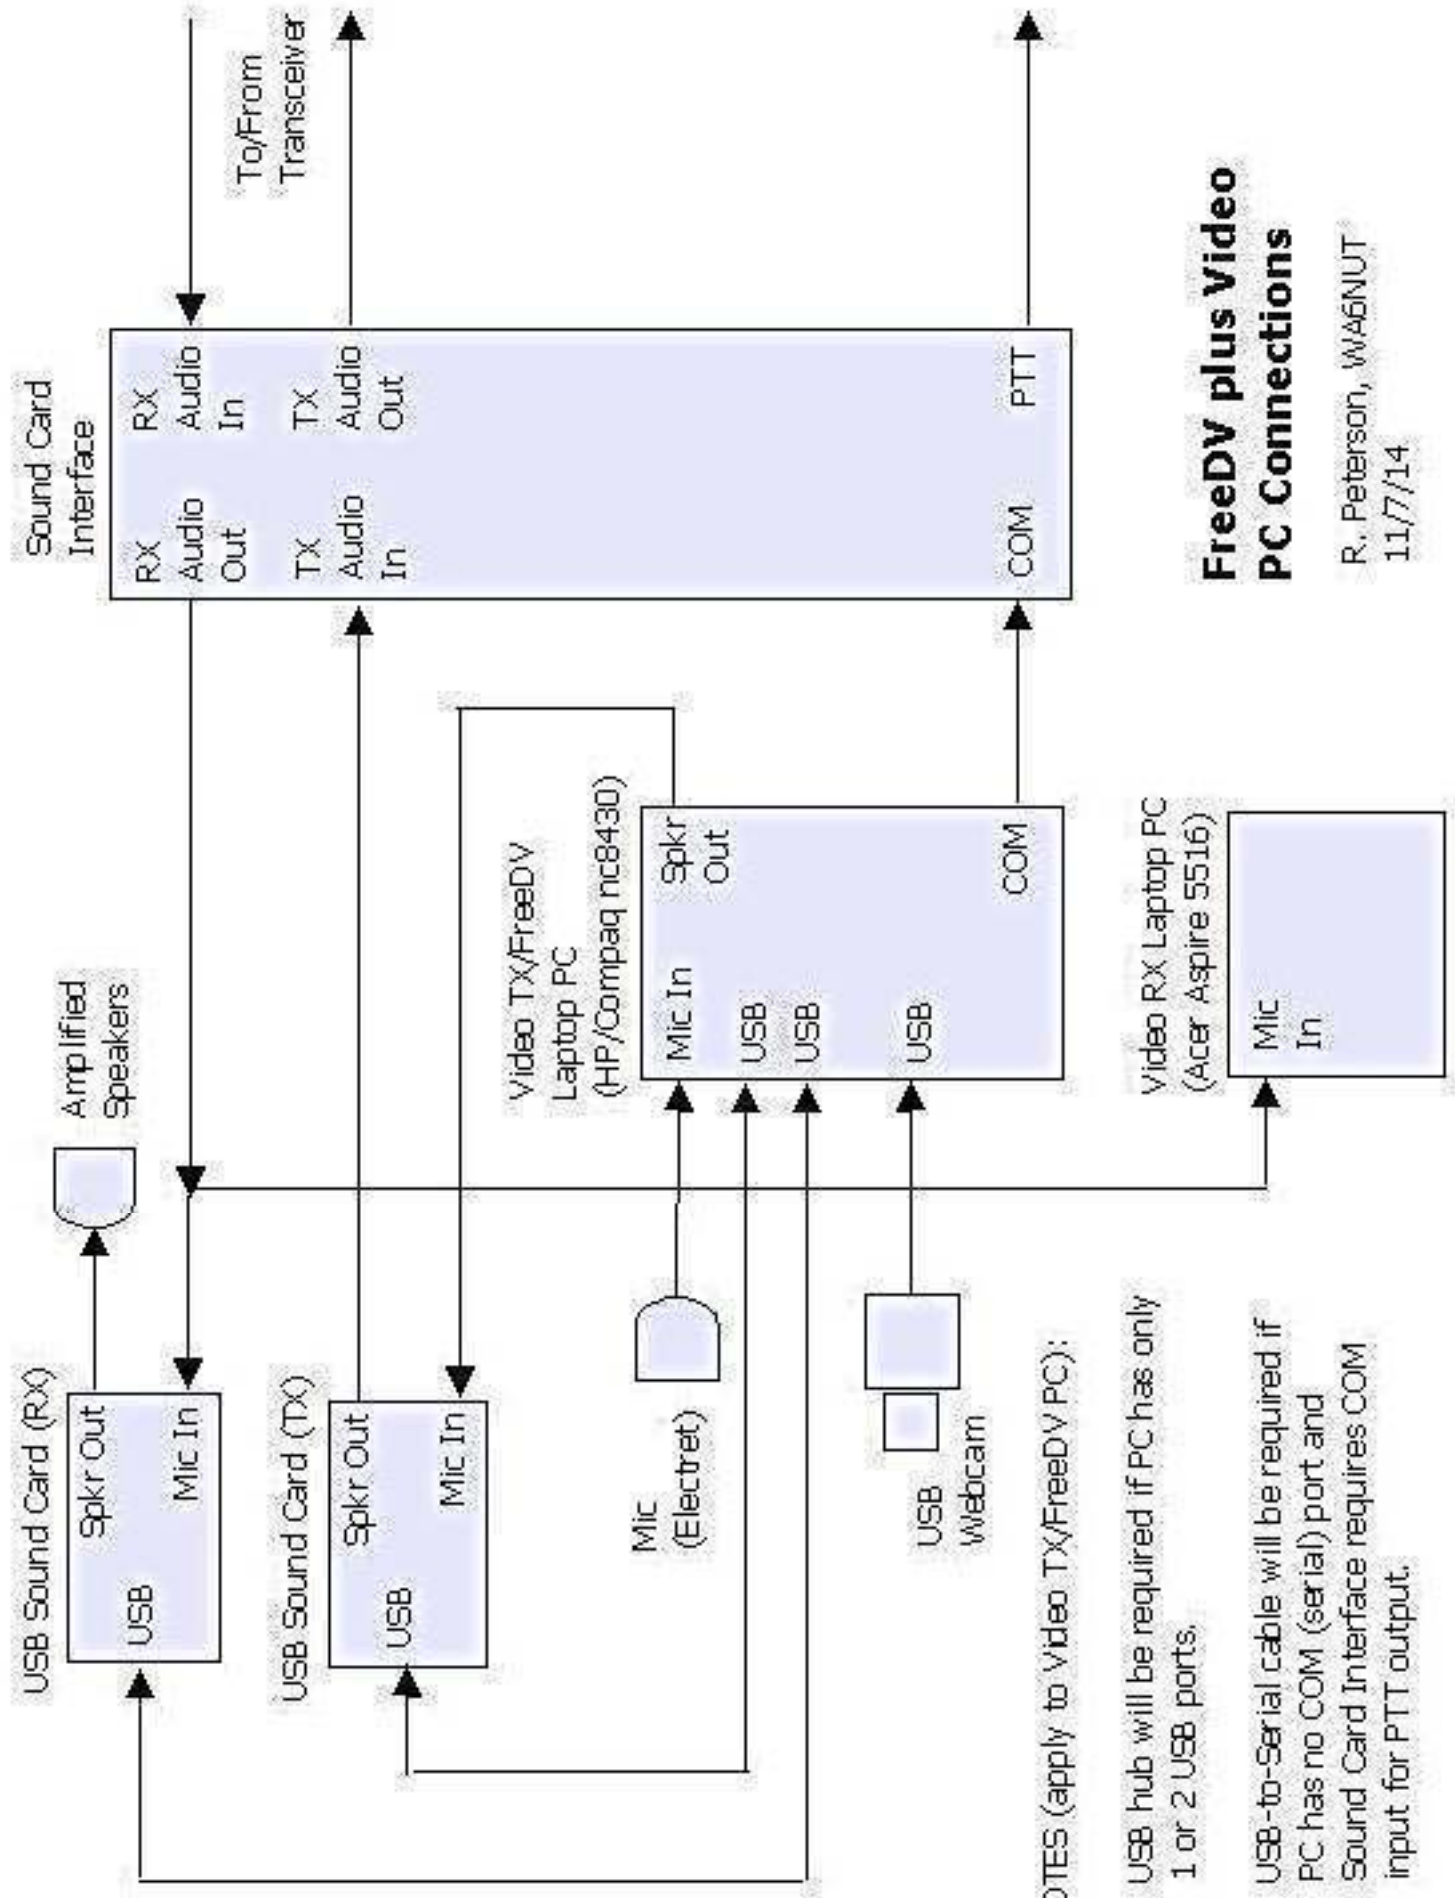 USB Sound Card (RX)
Spkr Out
USB
Mic In
Amplified
Speakers
Sound Card
Interface
RX
Audio
Out
RX
Audio
In
TX
Audio
In
TX
Audio
Out
COM
PTT
To/From
Transceiver
USB Sound Card (TX)
Spkr Out
USB
Mic In
Video TX/FreeDV
Laptop PC
(HP/Compaq nc8430)
Mic In
Spkr
Out
USB
USB
USB
COM
Mic
(Electret)
USB
Webcam
Video RX Laptop PC
(Acer Aspire 5516)
Mic
In
OTES (apply to Video TX/FreeDV PC):
USB hub will be required if PC has only
1 or 2 USB ports.
USB-to-Serial cable will be required if
PC has no COM (serial) port and
Sound Card Interface requires COM
input for PTT output.
FreeDV plus Video
PC Connections
R. Peterson, WA6NUT
11/7/14